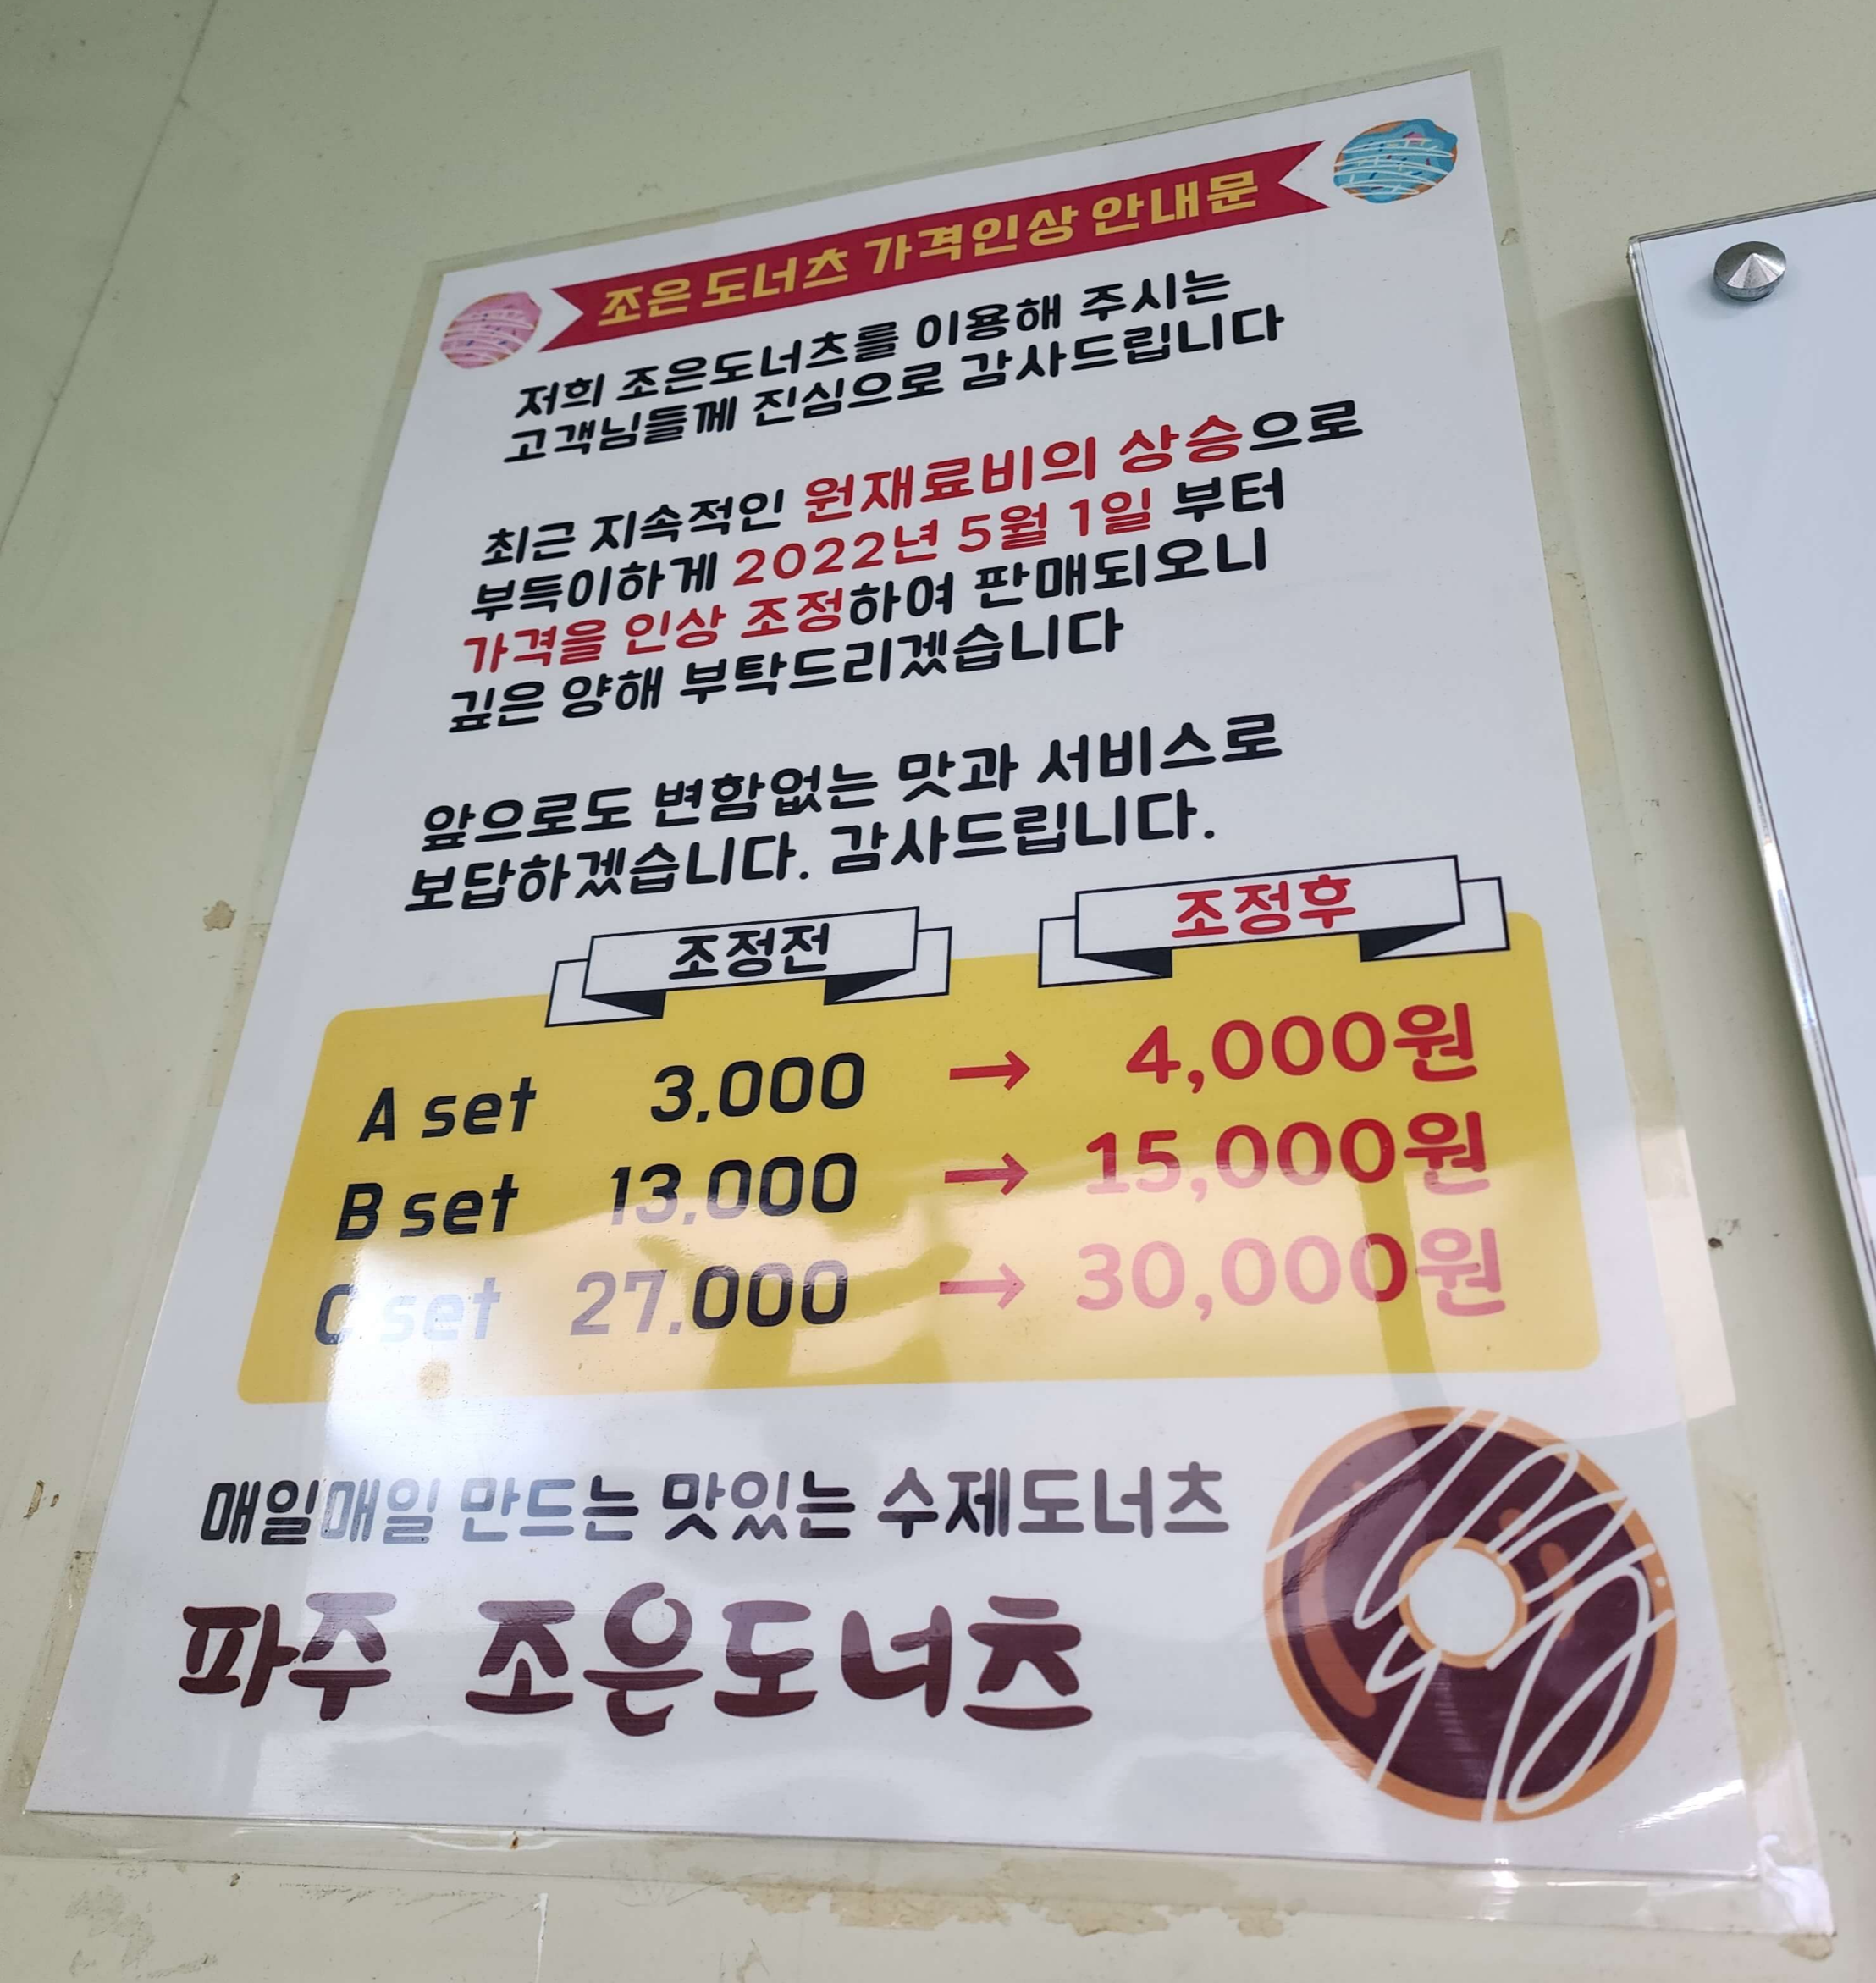 조은 도너츠 가격인상 안내문
저희 조은도너츠를 이용해 주시는
고객님들께 진심으로 감사드립니다
최근 지속적인 원재료비의 상승으로
부득이하게 2022년 5월 1일 부터
가격을 인상 조정하여 판매되오니
깊은 양해 부탁드리겠습니다
앞으로도 변함없는 맛과 서비스로
보답하겠습니다. 감사드립니다.
조정전 조정후
A set 3,000 → 4,000원
B set 13,000 → 15,000원
C set 27,000 → 30,000원
매일매일 만드는 맛있는 수제도너츠
파주 조은도너츠